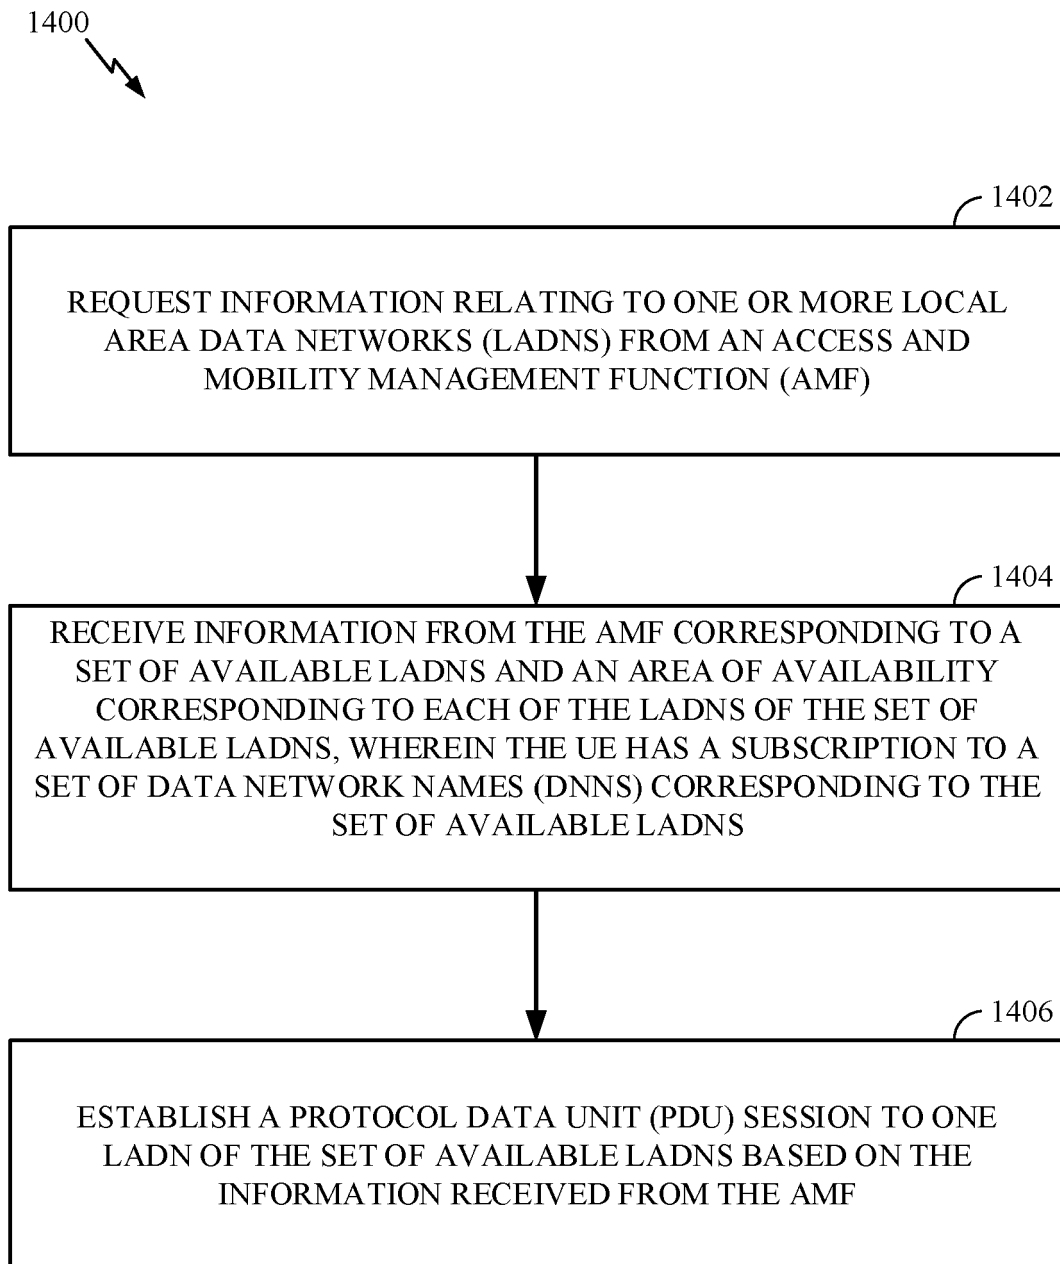 1400
1402
REQUEST INFORMATION RELATING TO ONE OR MORE LOCAL
AREA DATA NETWORKS (LADNS) FROM AN ACCESS AND
MOBILITY MANAGEMENT FUNCTION (AMF)
1404
RECEIVE INFORMATION FROM THE AMF CORRESPONDING TO A
SET OF AVAILABLE LADNS AND AN AREA OF AVAILABILITY
CORRESPONDING TO EACH OF THE LADNS OF THE SET OF
AVAILABLE LADNS, WHEREIN THE UE HAS A SUBSCRIPTION TO A
SET OF DATA NETWORK NAMES (DNNS) CORRESPONDING TO THE
SET OF AVAILABLE LADNS
1406
ESTABLISH A PROTOCOL DATA UNIT (PDU) SESSION TO ONE
LADN OF THE SET OF AVAILABLE LADNS BASED ON THE
INFORMATION RECEIVED FROM THE AMF